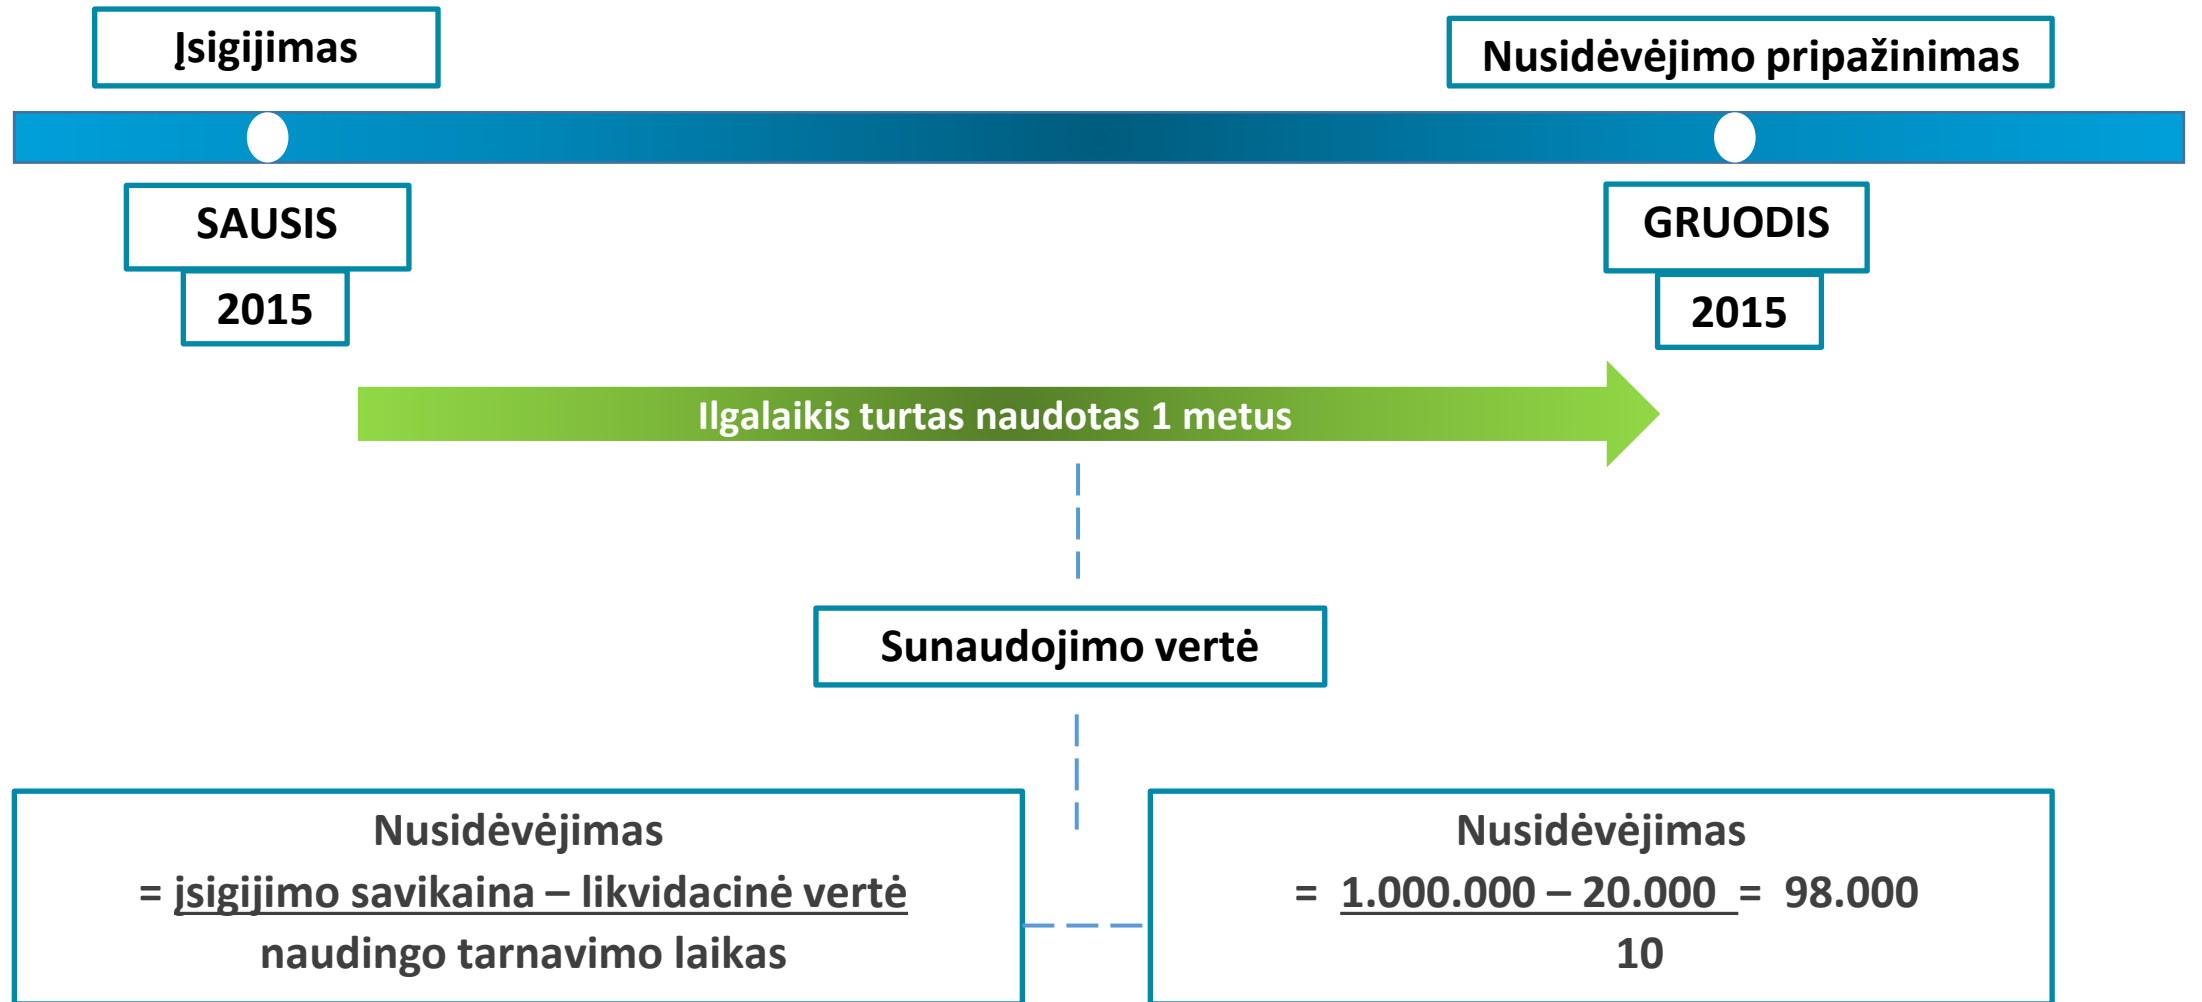 Įsigijimas
Nusidėvėjimo pripažinimas
SAUSIS
2015
GRUODIS
2015
Ilgalaikis turtas naudotas 1 metus
Sunaudojimo vertė
Nusidėvėjimas
= įsigijimo savikaina – likvidacinė vertė
naudingo tarnavimo laikas
Nusidėvėjimas
= 1.000.000 – 20.000 = 98.000
10